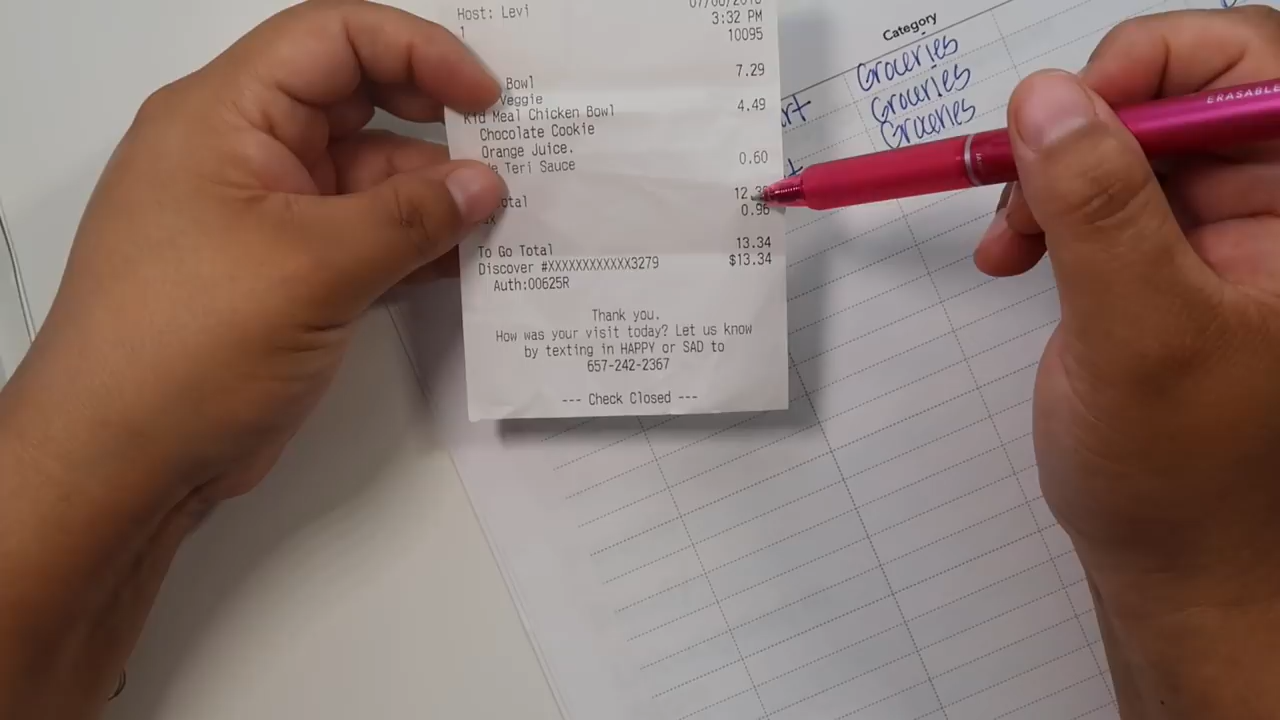 Host: Levi
3:32 PM
1
10095
Bowl 7.29
Veggie
Kid Meal Chicken Bowl 4.49
Chocolate Cookie
Orange Juice.
Teri Sauce 0.60
0.96
To Go Total 13.34
Discover #XXXXXXXXXXXX3279 $13.34
Auth:00625R
Thank you.
How was your visit today? Let us know
by texting in HAPPY or SAD to
657-242-2367
--- Check Closed ---
Category
Groceries
Groceries
Groceries
ERASABLE